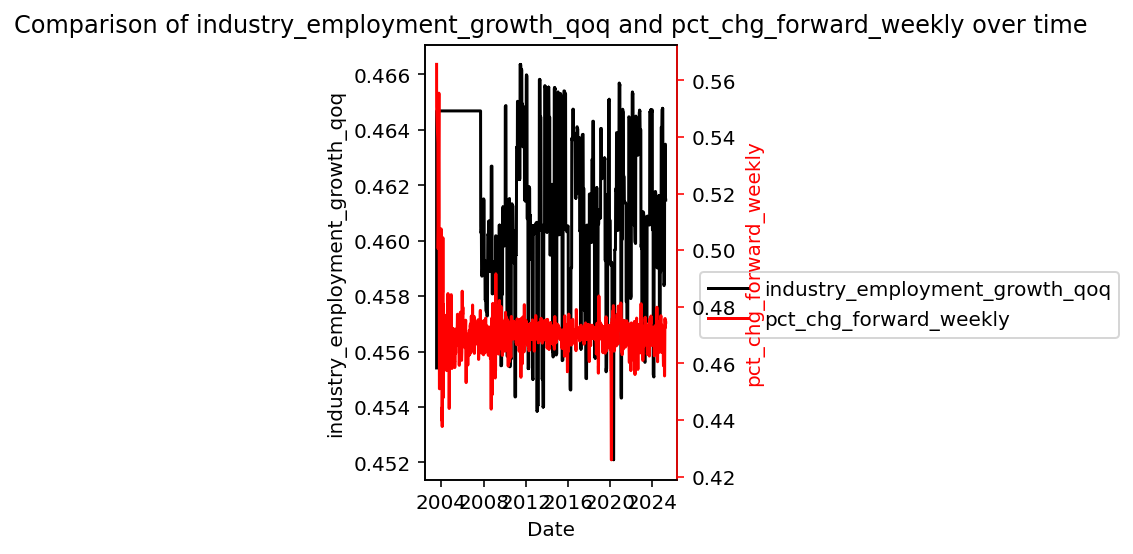 Comparison of industry_employment_growth_qoq and pct_chg_forward_weekly over time
industry_employment_growth_qoq
0.466
0.464
0.462
0.460
0.458
0.456
0.454
0.452
0.56
0.54
0.52
0.50
0.48
0.46
0.44
0.42
pct_chg_forward_weekly
industry_employment_growth_qoq
pct_chg_forward_weekly
2004 2008 2012 2016 2020 2024
Date